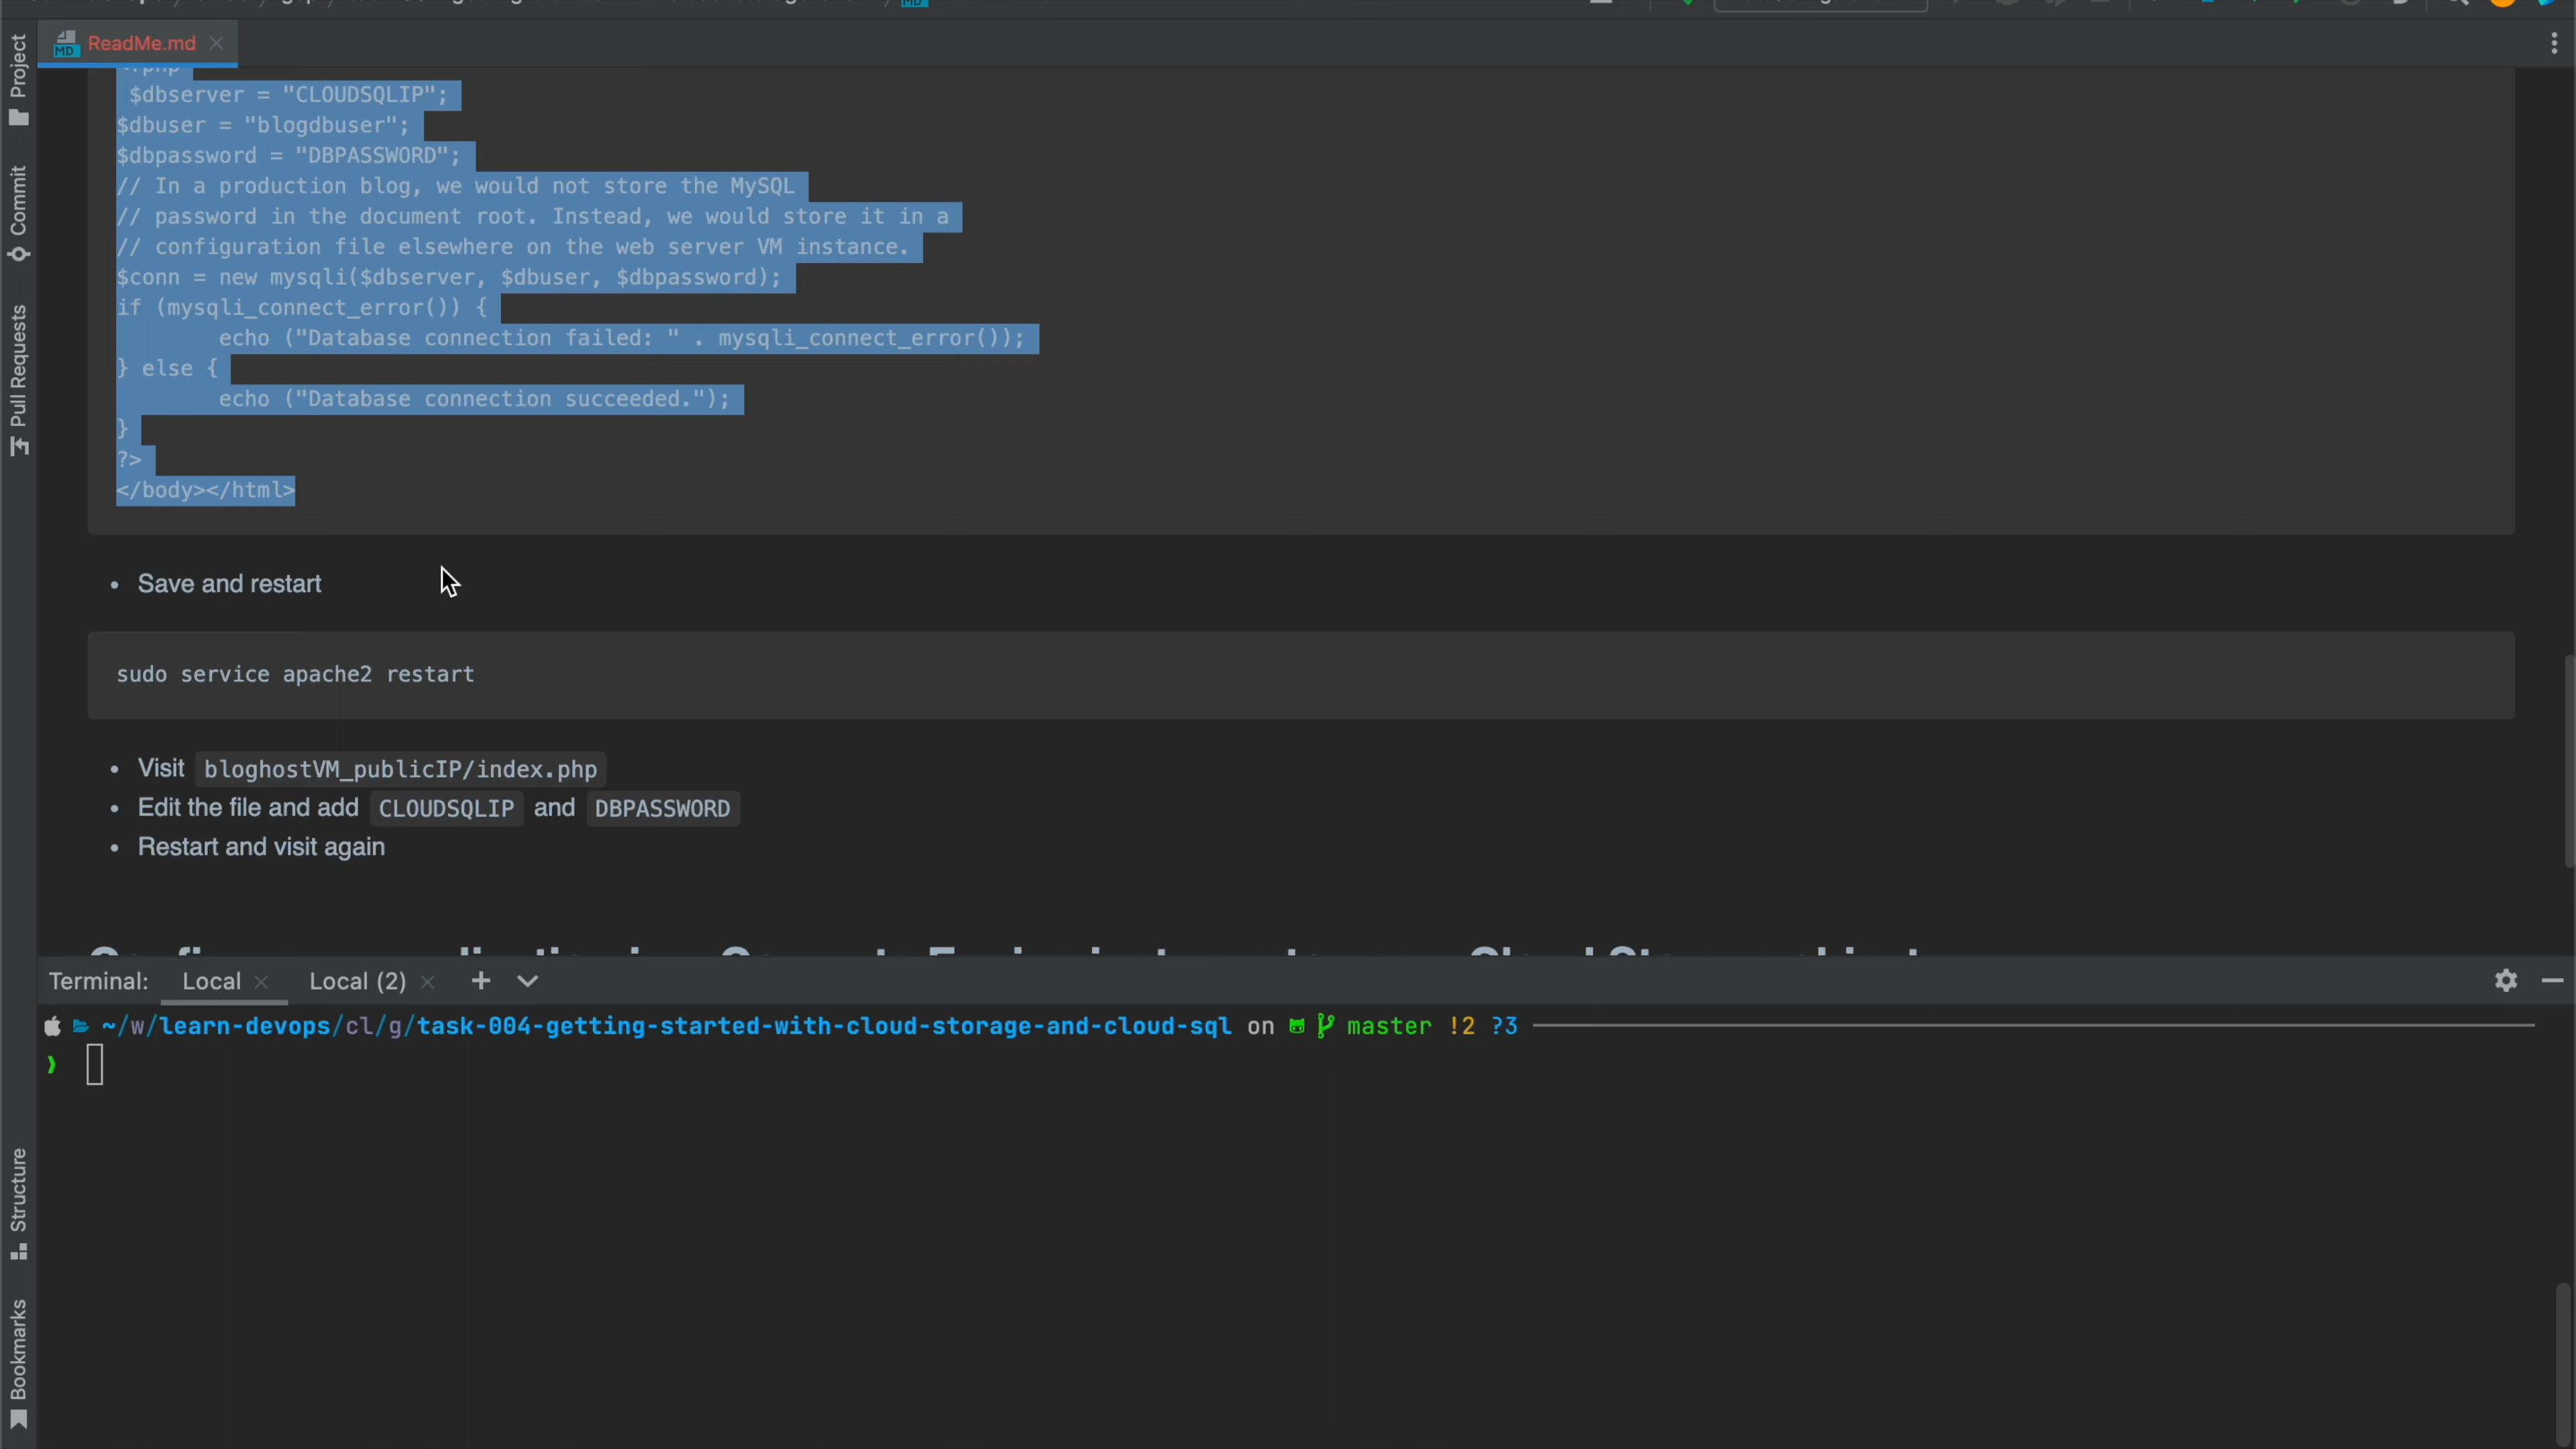 ReadMe.md
Project
Commit
Pull Requests
Structure
Bookmarks
$dbserver = "CLOUDSQLIP";
$dbuser = "blogdbuser";
$dbpassword = "DBPASSWORD";
// In a production blog, we would not store the MySQL
// password in the document root. Instead, we would store it in a
// configuration file elsewhere on the web server VM instance.
$conn = new mysqli($dbserver, $dbuser, $dbpassword);
if (mysqli_connect_error()) {
echo ("Database connection failed: " . mysqli_connect_error());
} else {
echo ("Database connection succeeded.");
}
?>
</body></html>
• Save and restart
sudo service apache2 restart
• Visit bloghostVM_publicIP/index.php
• Edit the file and add CLOUDSQLIP and DBPASSWORD
• Restart and visit again
Terminal: Local Local (2)
~/w/learn-devops/cl/g/task-004-getting-started-with-cloud-storage-and-cloud-sql on master !2 ?3